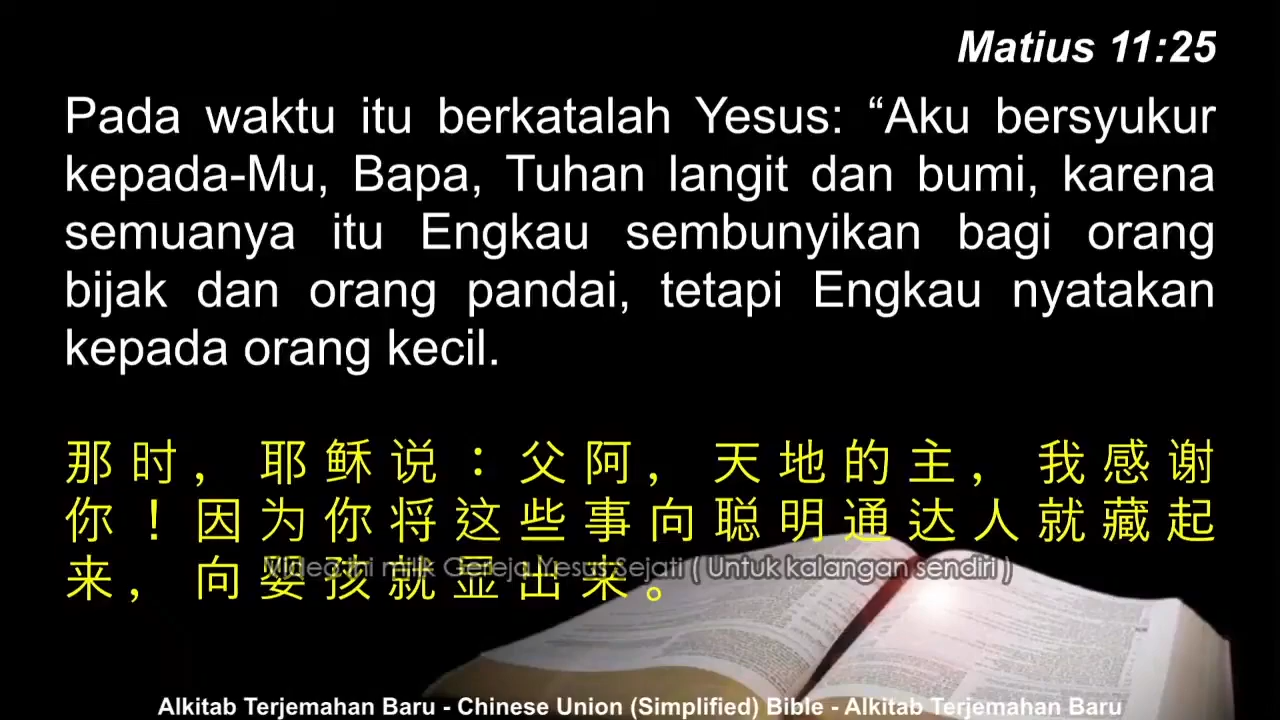 Matius 11:25
Pada waktu itu berkatalah Yesus: “Aku bersyukur
kepada-Mu, Bapa, Tuhan langit dan bumi, karena
semuanya itu Engkau sembunyikan bagi orang
bijak dan orang pandai, tetapi Engkau nyatakan
kepada orang kecil.
那时，耶稣说：父阿，天地的主，我感谢
你！因为你将这些事向聪明通达人就藏起
来，向婴孩就显出来。
Video ini milik Gereja Yesus Sejati ( Untuk kalangan sendiri )
Alkitab Terjemahan Baru - Chinese Union (Simplified) Bible - Alkitab Terjemahan Baru